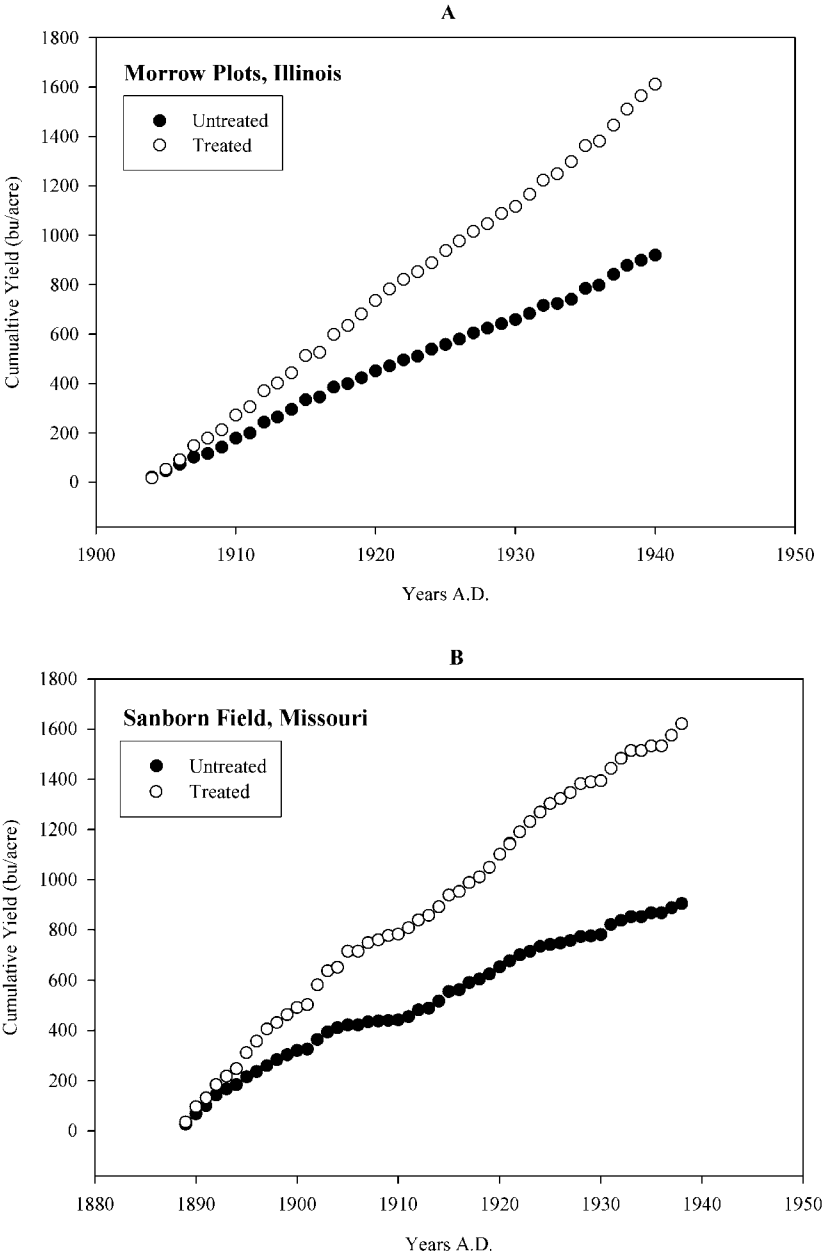 A
Morrow Plots, Illinois
Untreated
Treated
Cumualtive Yield (bu/acre)
1800
1600
1400
1200
1000
800
600
400
200
0
1900
1910
1920
1930
1940
1950
Years A.D.
B
Sanborn Field, Missouri
Untreated
Treated
Cumulative Yield (bu/acre)
1800
1600
1400
1200
1000
800
600
400
200
0
1880
1890
1900
1910
1920
1930
1940
1950
Years A.D.